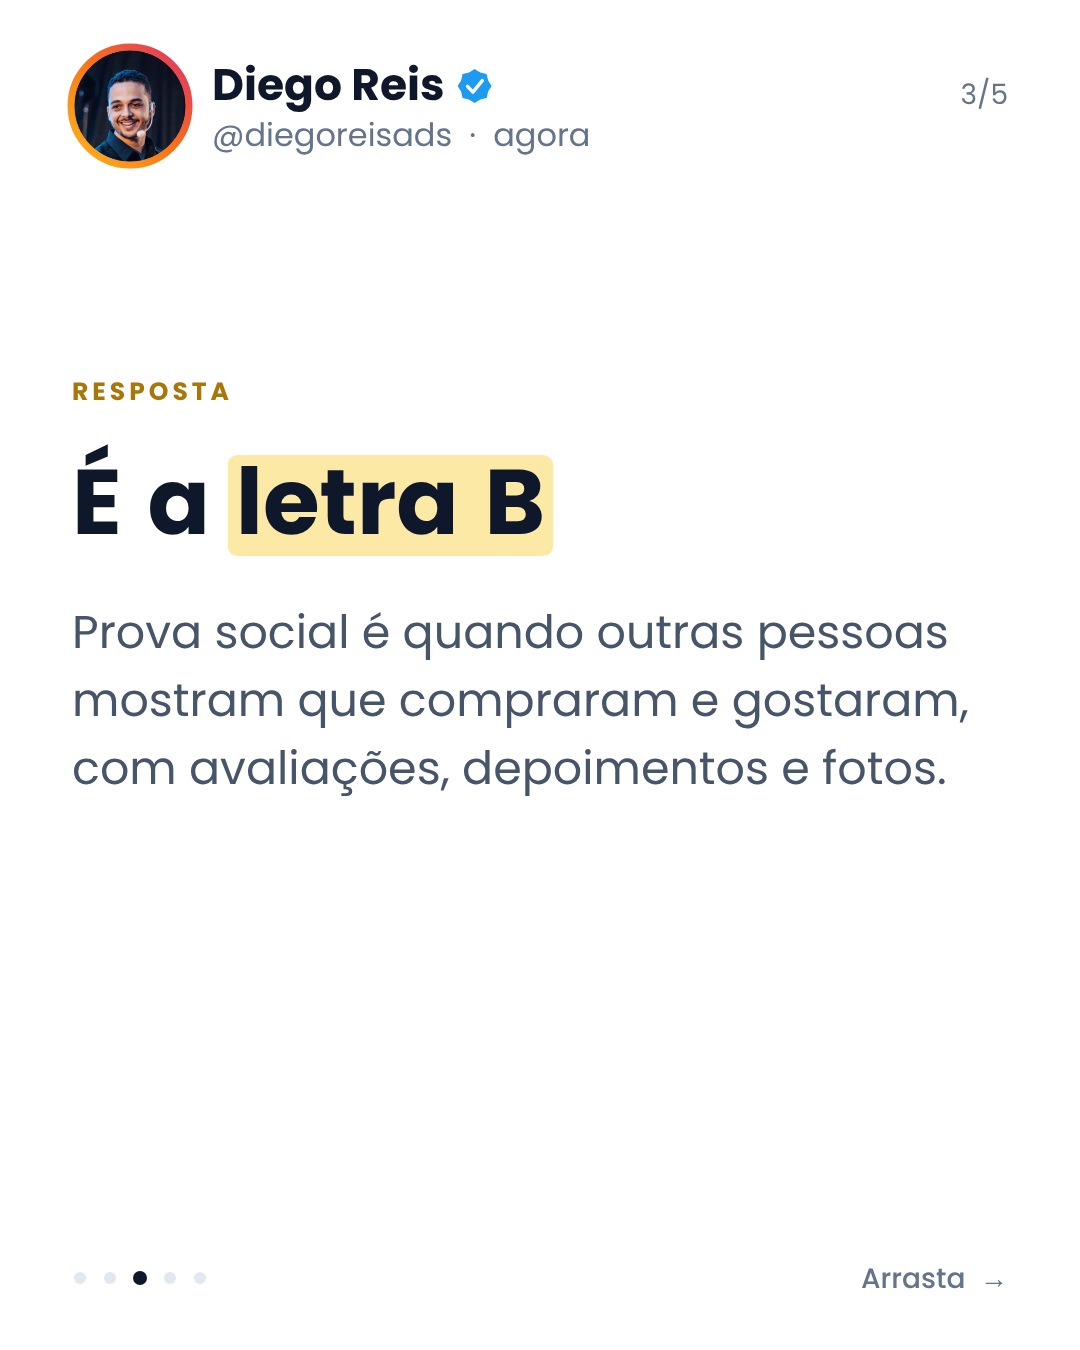 Diego Reis
@diegoreisads · agora
3/5
RESPOSTA
É a letra B
Prova social é quando outras pessoas
mostram que compraram e gostaram,
com avaliações, depoimentos e fotos.
Arrasta →